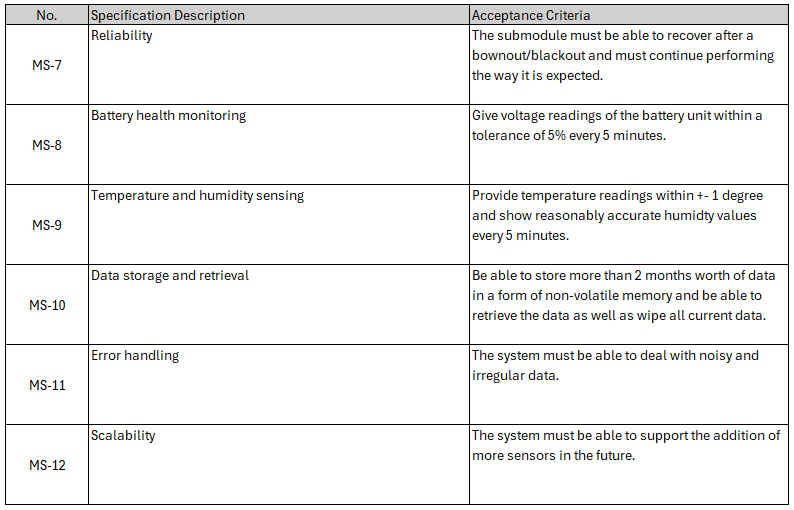 No. Specification Description Acceptance Criteria
MS-7 Reliability The submodule must be able to recover after a
bownout/blackout and must continue performing
the way it is expected.
MS-8 Battery health monitoring Give voltage readings of the battery unit within a
tolerance of 5% every 5 minutes.
MS-9 Temperature and humidity sensing Provide temperature readings within +- 1 degree
and show reasonably accurate humidty values
every 5 minutes.
MS-10 Data storage and retrieval Be able to store more than 2 months worth of data
in a form of non-volatile memory and be able to
retrieve the data as well as wipe all current data.
MS-11 Error handling The system must be able to deal with noisy and
irregular data.
MS-12 Scalability The system must be able to support the addition of
more sensors in the future.